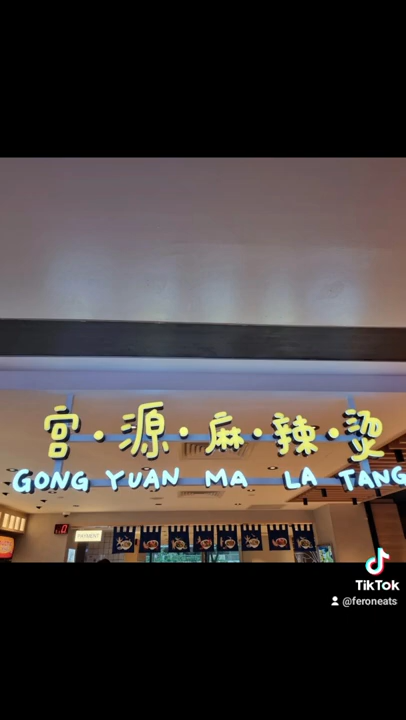 宫·源·麻·辣·烫
GONG YUAN MA LA TANG
PAYMENT
TikTok
@feroneats